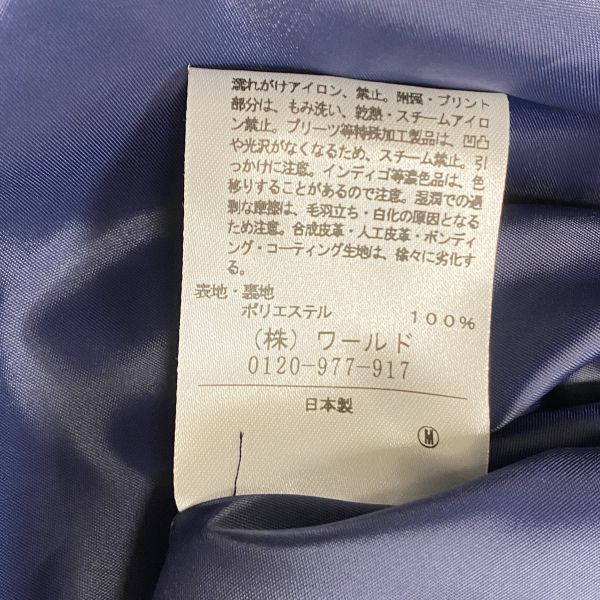 濡れがけアイロン、禁止。附属・プリント
部分は、もみ洗い、乾熱・スチームアイロ
ン禁止。プリーツ等特殊加工製品は、凹凸
や光沢がなくなるため、スチーム禁止。引
っかけに注意。インディゴ等濃色品は、色
移りすることがあるので注意。湿潤での過
剰な摩擦は、毛羽立ち・白化の原因となる
ため注意。合成皮革・人工皮革・ボンディ
ング・コーティング生地は、徐々に劣化す
る。
表地・裏地
ポリエステル 100%
(株)ワールド
0120-977-917
日本製
M